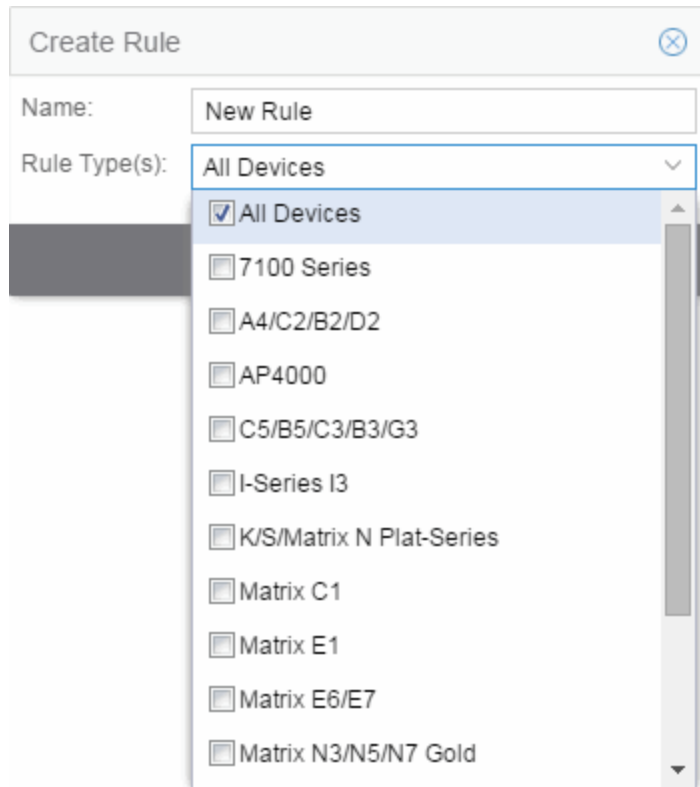 Create Rule
Name: New Rule
Rule Type(s): All Devices
All Devices
7100 Series
A4/C2/B2/D2
AP4000
C5/B5/C3/B3/G3
I-Series I3
K/S/Matrix N Plat-Series
Matrix C1
Matrix E1
Matrix E6/E7
Matrix N3/N5/N7 Gold